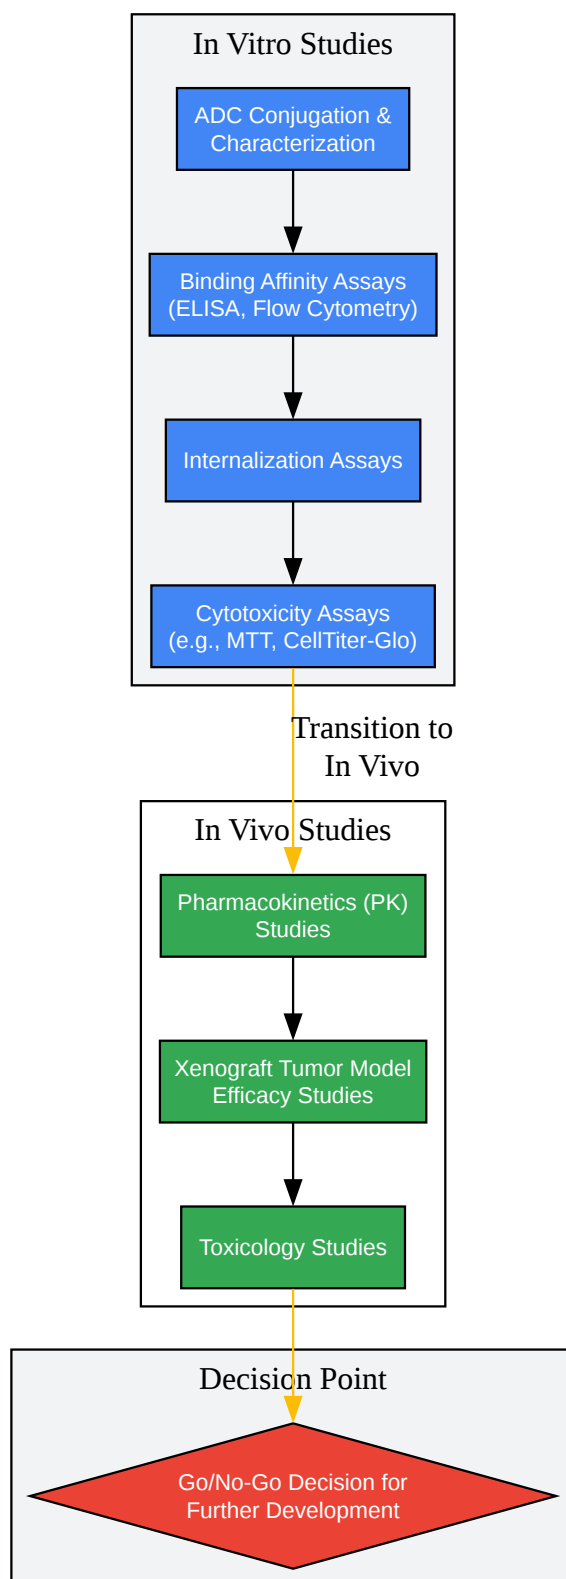 In Vitro Studies
ADC Conjugation &
Characterization
Binding Affinity Assays
(ELISA, Flow Cytometry)
Internalization Assays
Cytotoxicity Assays
(e.g., MTT, CellTiter-Glo)
Transition to
In Vivo
In Vivo Studies
Pharmacokinetics (PK)
Studies
Xenograft Tumor Model
Efficacy Studies
Toxicology Studies
Decision Point
Go/No-Go Decision for
Further Development